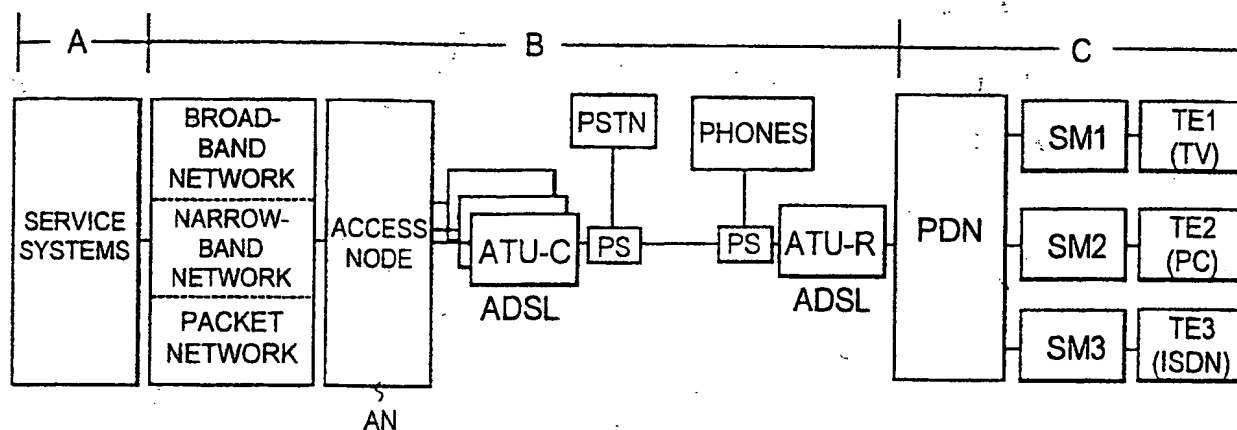 A
B
C
SERVICE
SYSTEMS
BROAD-
BAND
NETWORK
NARROW-
BAND
NETWORK
PACKET
NETWORK
ACCESS
NODE
AN
ATU-C
ADSL
PSTN
PS
PHONES
PS
ATU-R
ADSL
PDN
SM1
TE1
(TV)
SM2
TE2
(PC)
SM3
TE3
(ISDN)